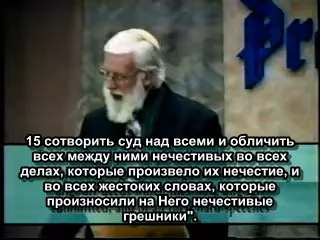 Pr
15 сотворить суд над всеми и обличить
всех между ними нечестивых во всех
делах, которые произвело их нечестие, и
во всех жестоких словах, которые
произносили на Него нечестивые
грешники".